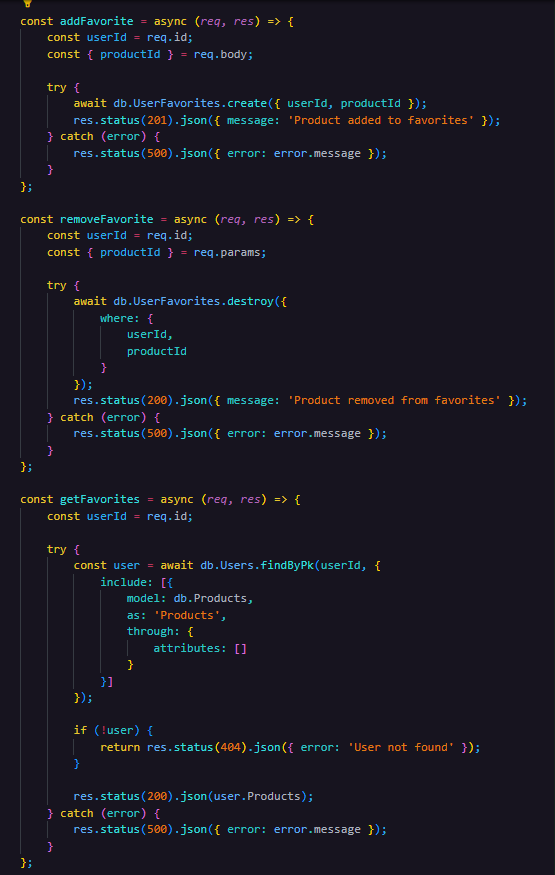 const addFavorite = async (req, res) => {
    const userId = req.id;
    const { productId } = req.body;

    try {
        await db.UserFavorites.create({ userId, productId });
        res.status(201).json({ message: 'Product added to favorites' });
    } catch (error) {
        res.status(500).json({ error: error.message });
    }
};

const removeFavorite = async (req, res) => {
    const userId = req.id;
    const { productId } = req.params;

    try {
        await db.UserFavorites.destroy({
            where: {
                userId,
                productId
            }
        });
        res.status(200).json({ message: 'Product removed from favorites' });
    } catch (error) {
        res.status(500).json({ error: error.message });
    }
};

const getFavorites = async (req, res) => {
    const userId = req.id;

    try {
        const user = await db.Users.findByPk(userId, {
            include: [{
                model: db.Products,
                as: 'Products',
                through: {
                    attributes: []
                }
            }]
        });

        if (!user) {
            return res.status(404).json({ error: 'User not found' });
        }

        res.status(200).json(user.Products);
    } catch (error) {
        res.status(500).json({ error: error.message });
    }
};